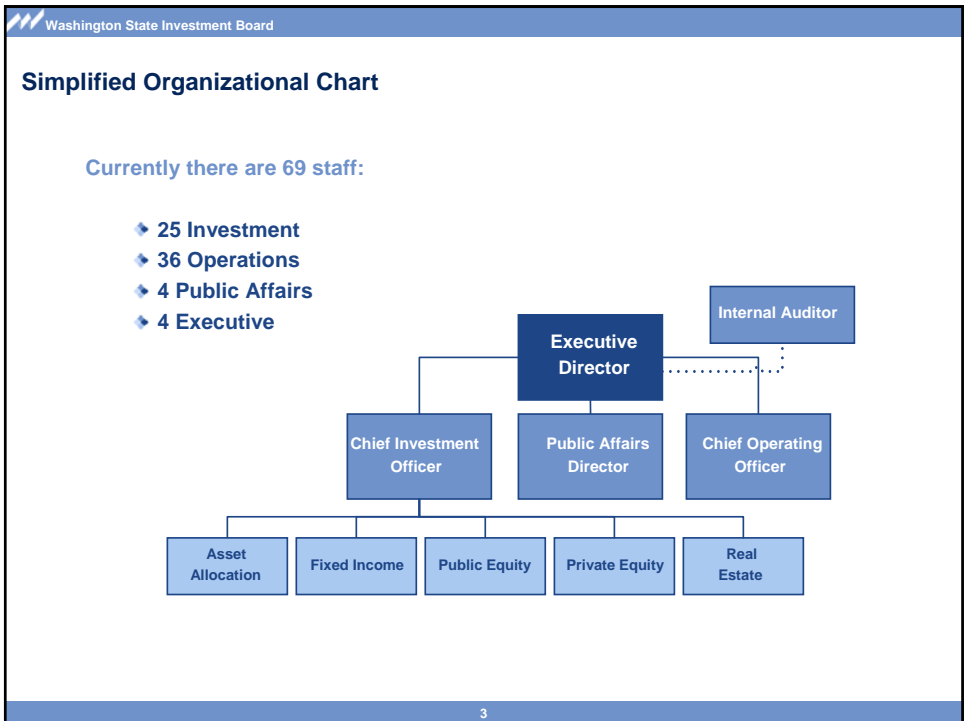 Washington State Investment Board
Simplified Organizational Chart
Currently there are 69 staff:
25 Investment
36 Operations
4 Public Affairs
4 Executive
Internal Auditor
Executive
Director
Chief Investment
Officer
Public Affairs
Director
Chief Operating
Officer
Asset
Allocation
Fixed Income
Public Equity
Private Equity
Real
Estate
3